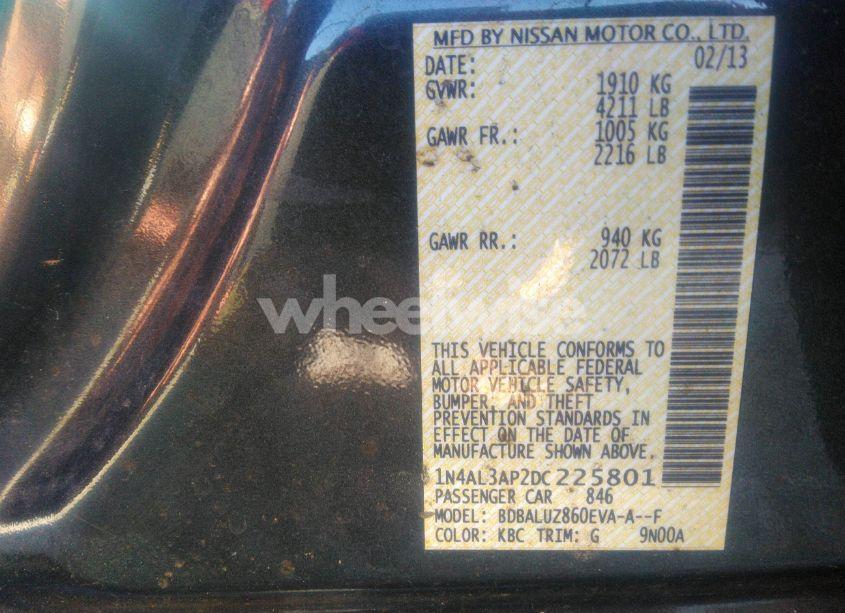 MFD BY NISSAN MOTOR CO., LTD.
DATE: 02/13
GVWR: 1910 KG
4211 LB
GAWR FR.: 1005 KG
2216 LB
GAWR RR.: 940 KG
2072 LB
wheelwise
THIS VEHICLE CONFORMS TO
ALL APPLICABLE FEDERAL
MOTOR VEHICLE SAFETY,
BUMPER, AND THEFT
PREVENTION STANDARDS IN
EFFECT ON THE DATE OF
MANUFACTURE SHOWN ABOVE.
1N4AL3AP2DC225801
PASSENGER CAR 846
MODEL: BDBALUZ860EVA-A--F
COLOR: KBC TRIM: G 9N00A